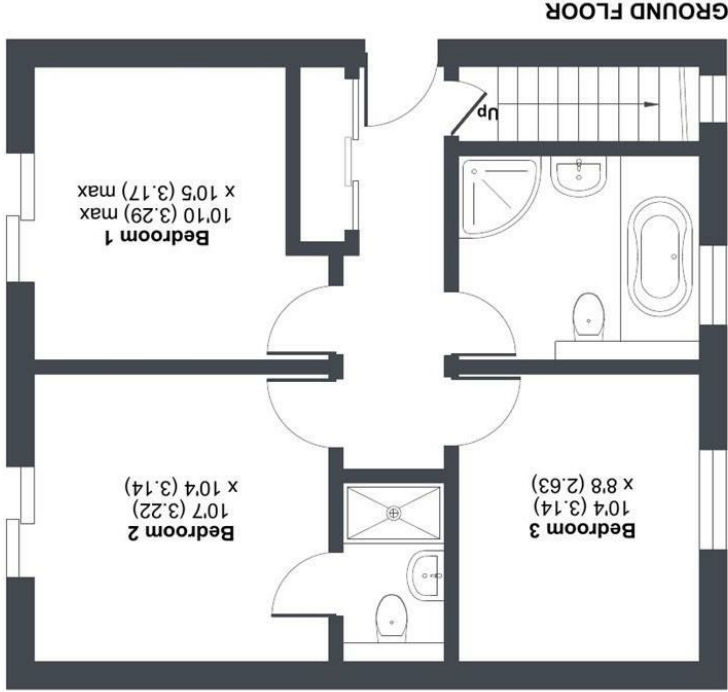 Bedroom 3
10'4 (3.14)
x 8'8 (2.63)
Bedroom 2
10'7 (3.22)
x 10'4 (3.14)
Up
Bedroom 1
10'10 (3.29) max
x 10'5 (3.17) max
GROUND FLOOR